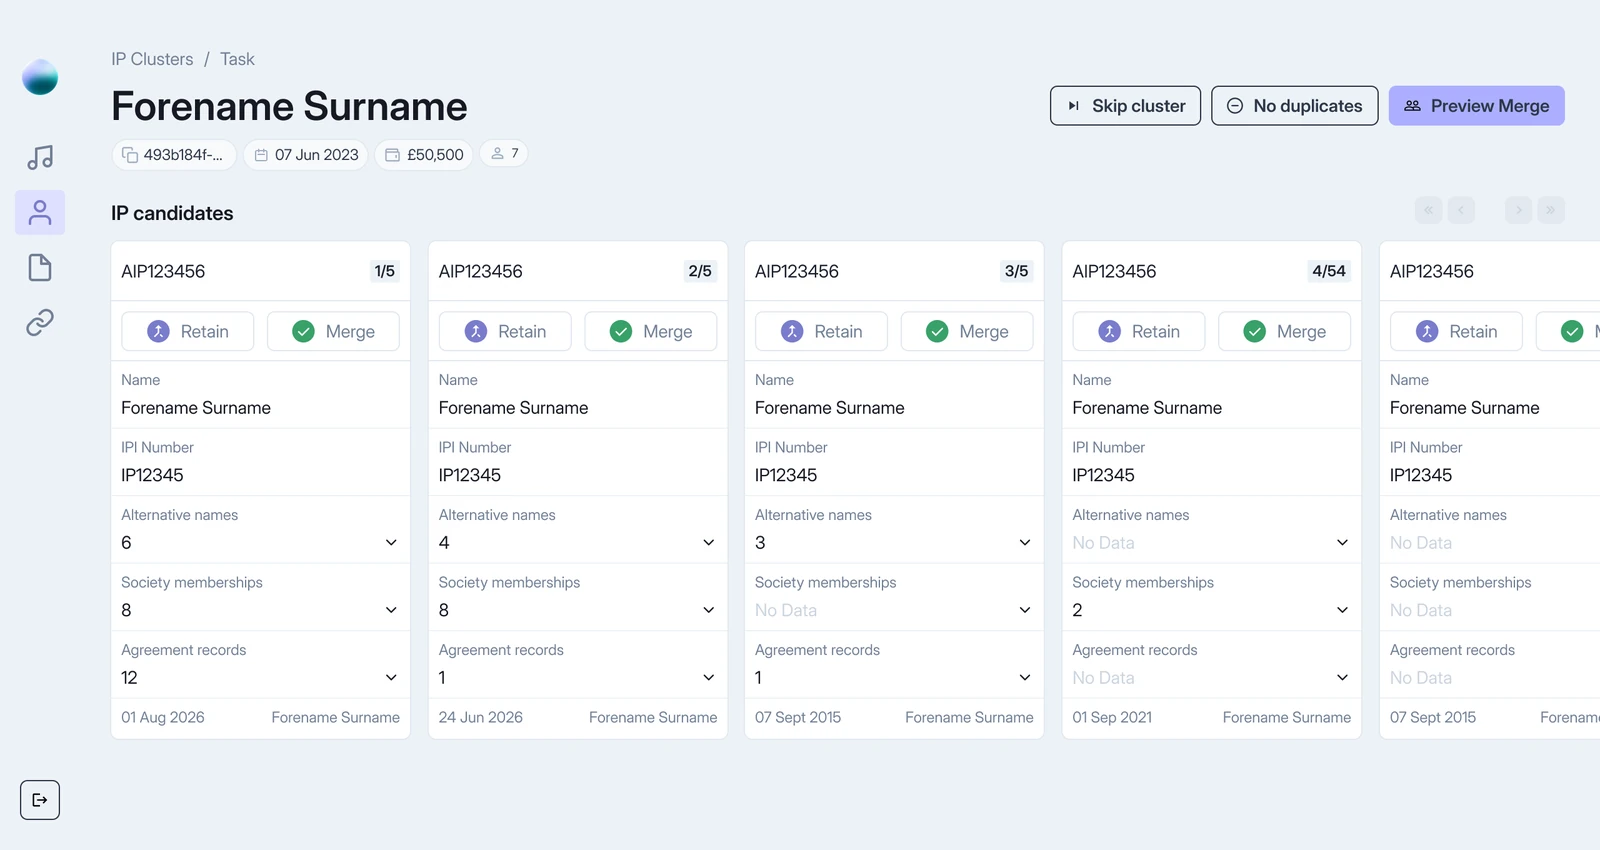 IP Clusters / Task
Forename Surname
Skip cluster
No duplicates
Preview Merge
493b184f-...
07 Jun 2023
£50,500
7
IP candidates
AIP123456 1/5
Retain Merge
Name
Forename Surname
IPI Number
IP12345
Alternative names
6
Society memberships
8
Agreement records
12
01 Aug 2026 Forename Surname
AIP123456 2/5
Retain Merge
Name
Forename Surname
IPI Number
IP12345
Alternative names
4
Society memberships
8
Agreement records
1
24 Jun 2026 Forename Surname
AIP123456 3/5
Retain Merge
Name
Forename Surname
IPI Number
IP12345
Alternative names
3
Society memberships
No Data
Agreement records
1
07 Sept 2015 Forename Surname
AIP123456 4/54
Retain Merge
Name
Forename Surname
IPI Number
IP12345
Alternative names
No Data
Society memberships
2
Agreement records
No Data
01 Sep 2021 Forename Surname
AIP123456
Retain
Name
Forename Surname
IPI Number
IP12345
Alternative names
No Data
Society memberships
No Data
Agreement records
No Data
07 Sept 2015